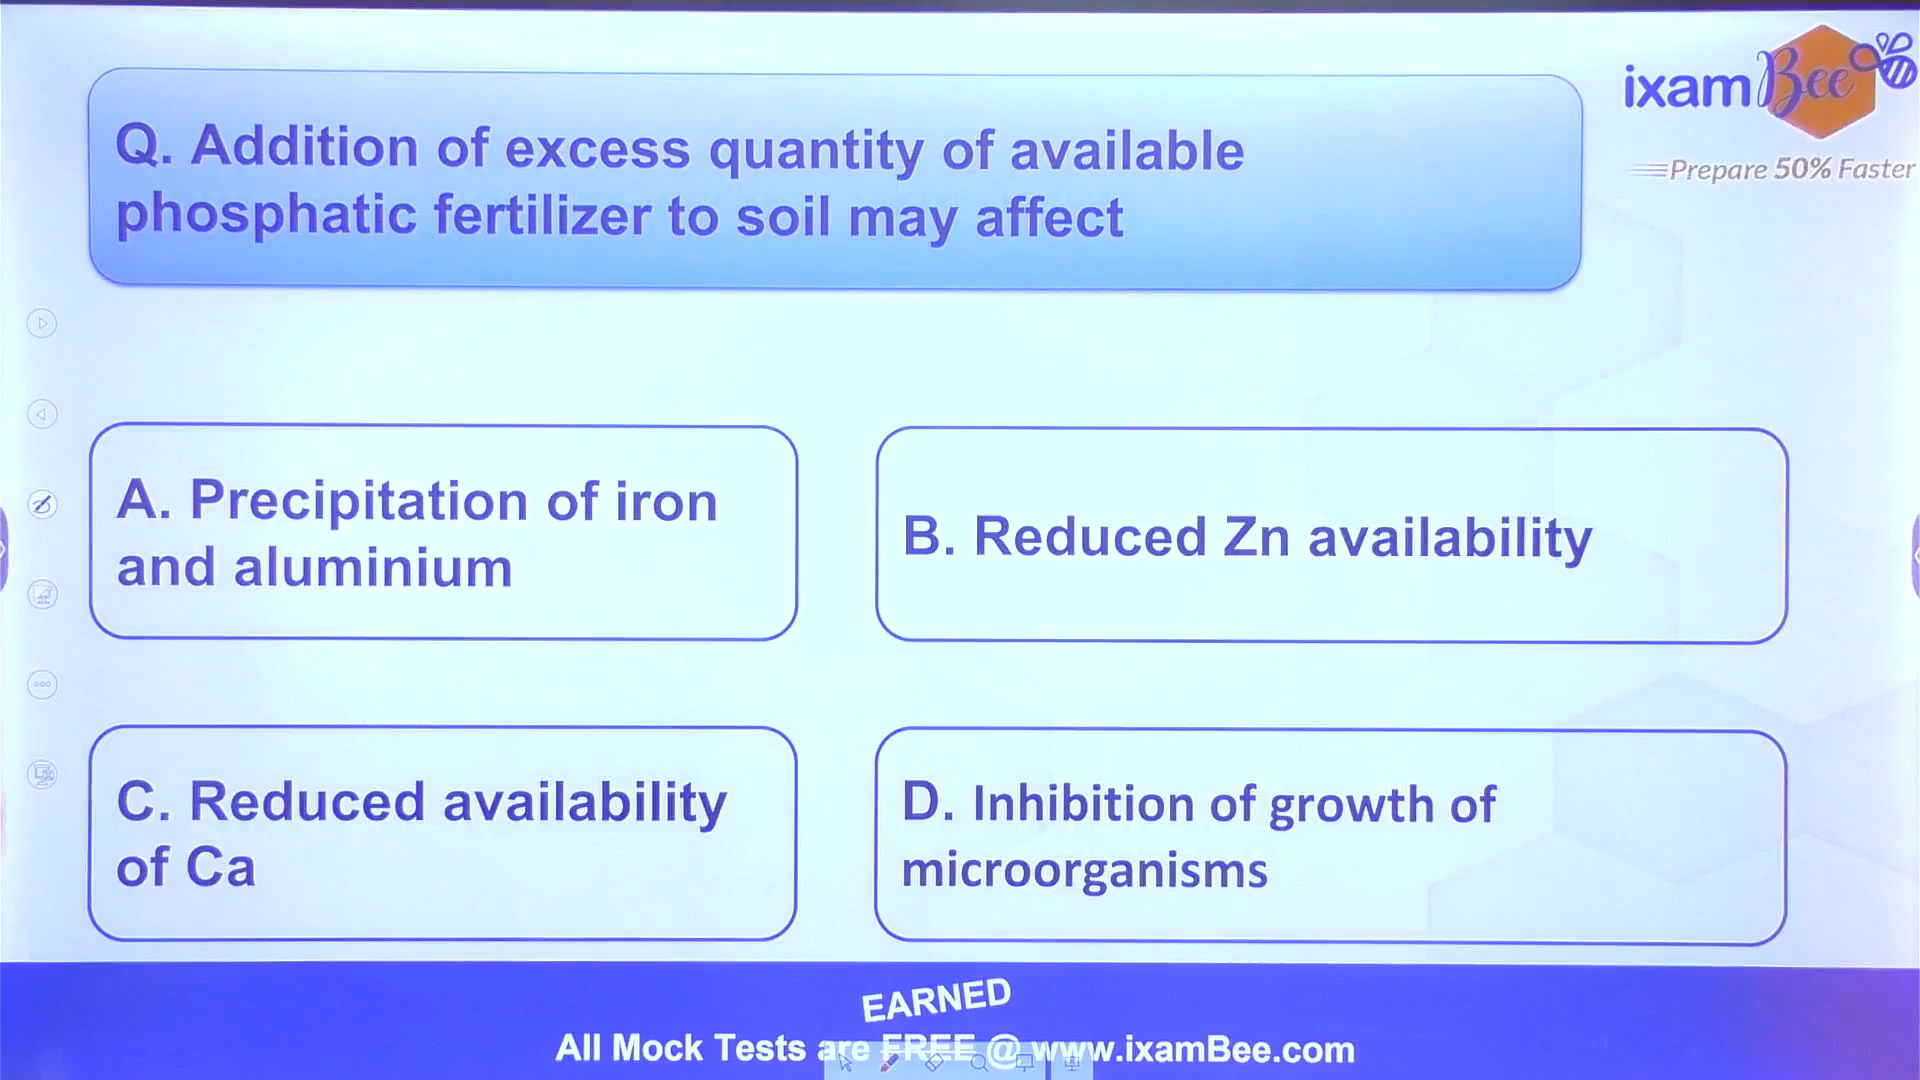 ixamBee
Prepare 50% Faster
Q. Addition of excess quantity of available
phosphatic fertilizer to soil may affect
A. Precipitation of iron
and aluminium
B. Reduced Zn availability
C. Reduced availability
of Ca
D. Inhibition of growth of
microorganisms
EARNED
All Mock Tests are FREE @ www.ixamBee.com